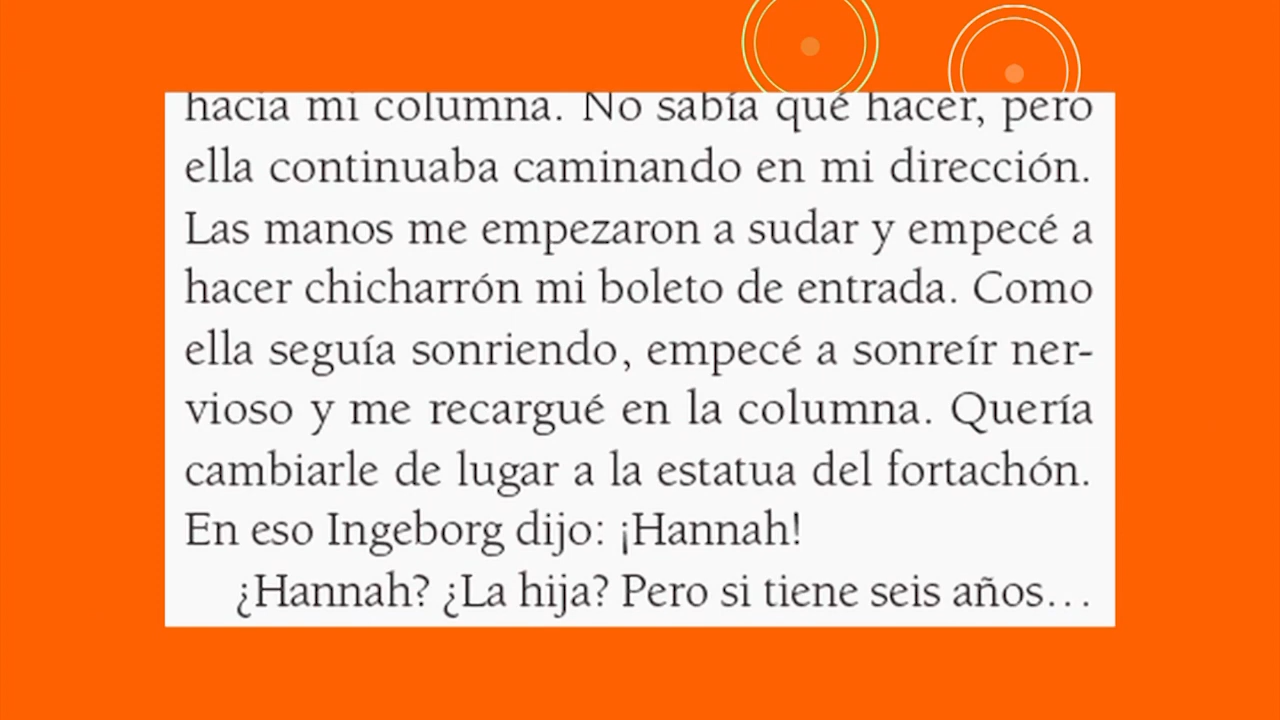 hacia mi columna. No sabía qué hacer, pero
ella continuaba caminando en mi dirección.
Las manos me empezaron a sudar y empecé a
hacer chicharrón mi boleto de entrada. Como
ella seguía sonriendo, empecé a sonreír ner-
vioso y me recargué en la columna. Quería
cambiarle de lugar a la estatua del fortachón.
En eso Ingeborg dijo: ¡Hannah!
¿Hannah? ¿La hija? Pero si tiene seis años...